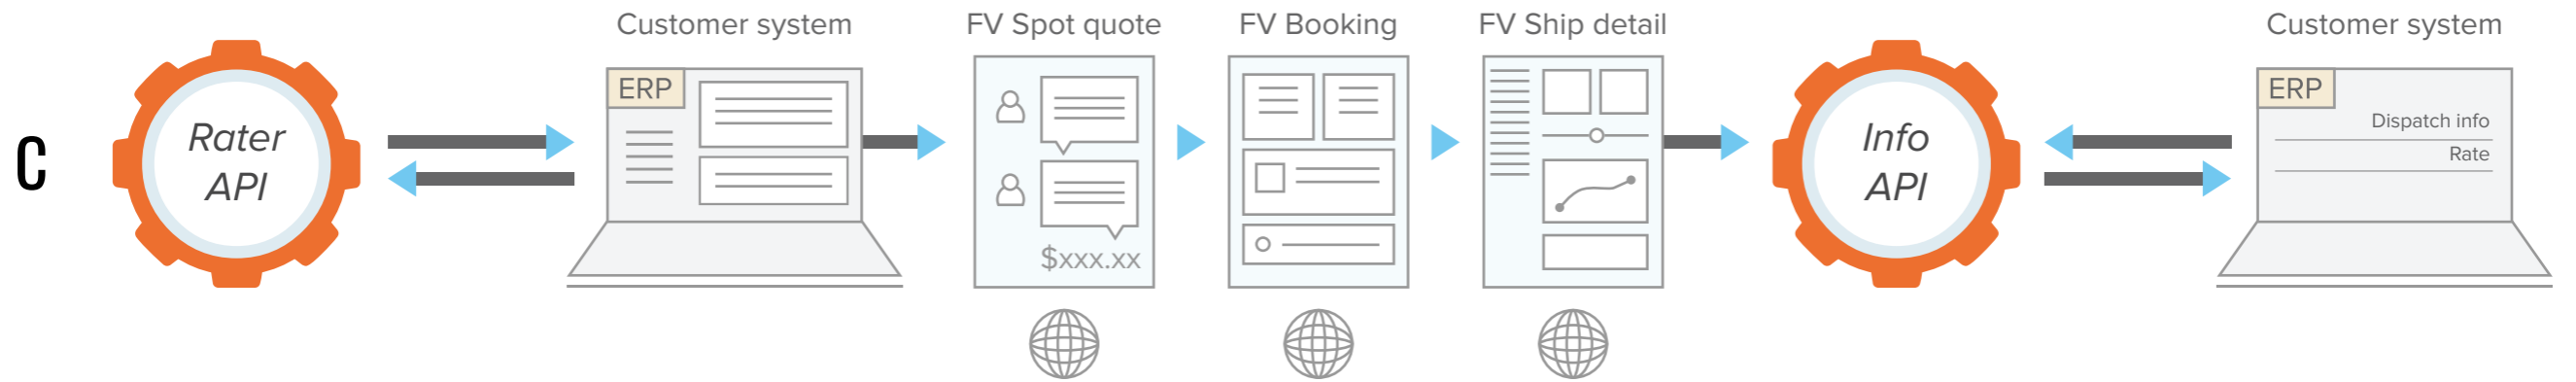 C
Rater
API
Customer system
ERP
FV Spot quote
$xxx.xx
FV Booking
FV Ship detail
Info
API
Customer system
ERP
Dispatch info
Rate